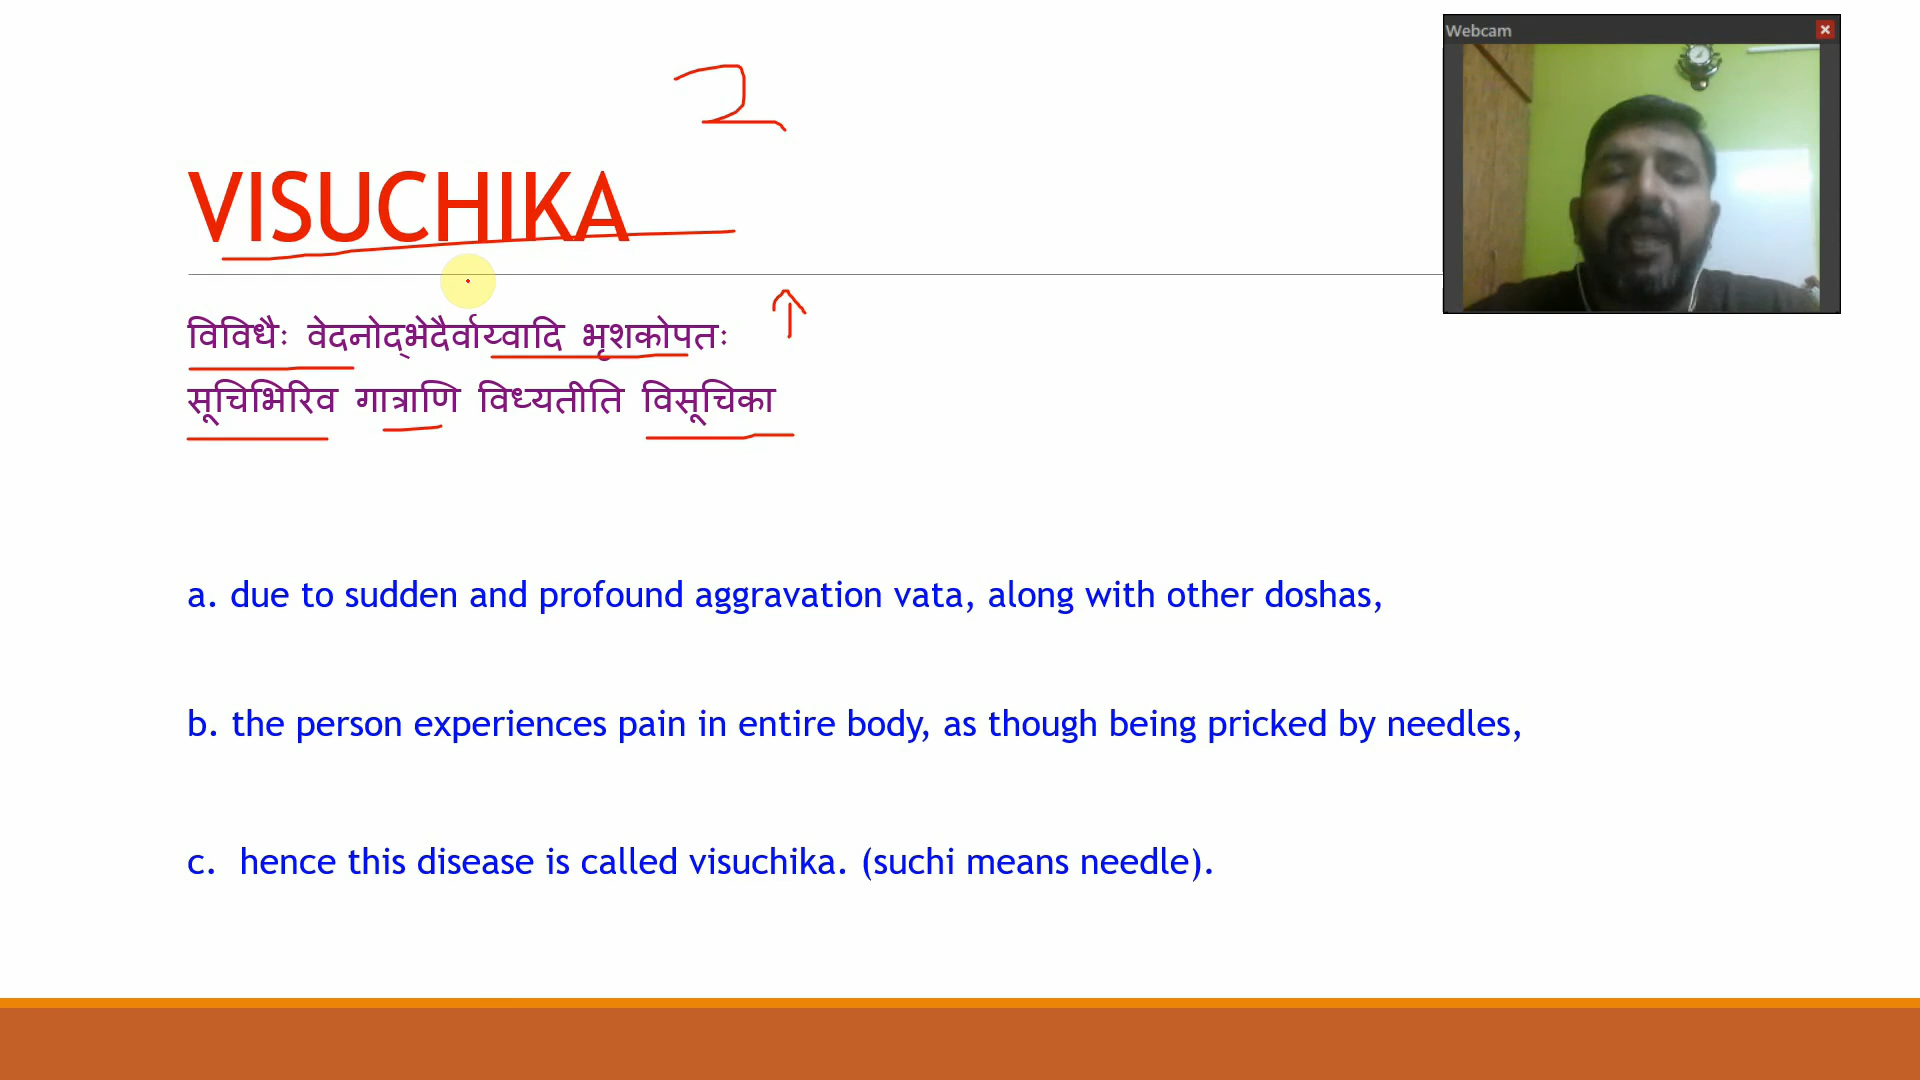 Webcam
2
VISUCHIKA
विविधैः वेदनोद्भेदैर्वाय्वादि भृशकोपतः
सूचिभिरिव गात्राणि विध्यतीति विसूचिका
a. due to sudden and profound aggravation vata, along with other doshas,
b. the person experiences pain in entire body, as though being pricked by needles,
c. hence this disease is called visuchika. (suchi means needle).